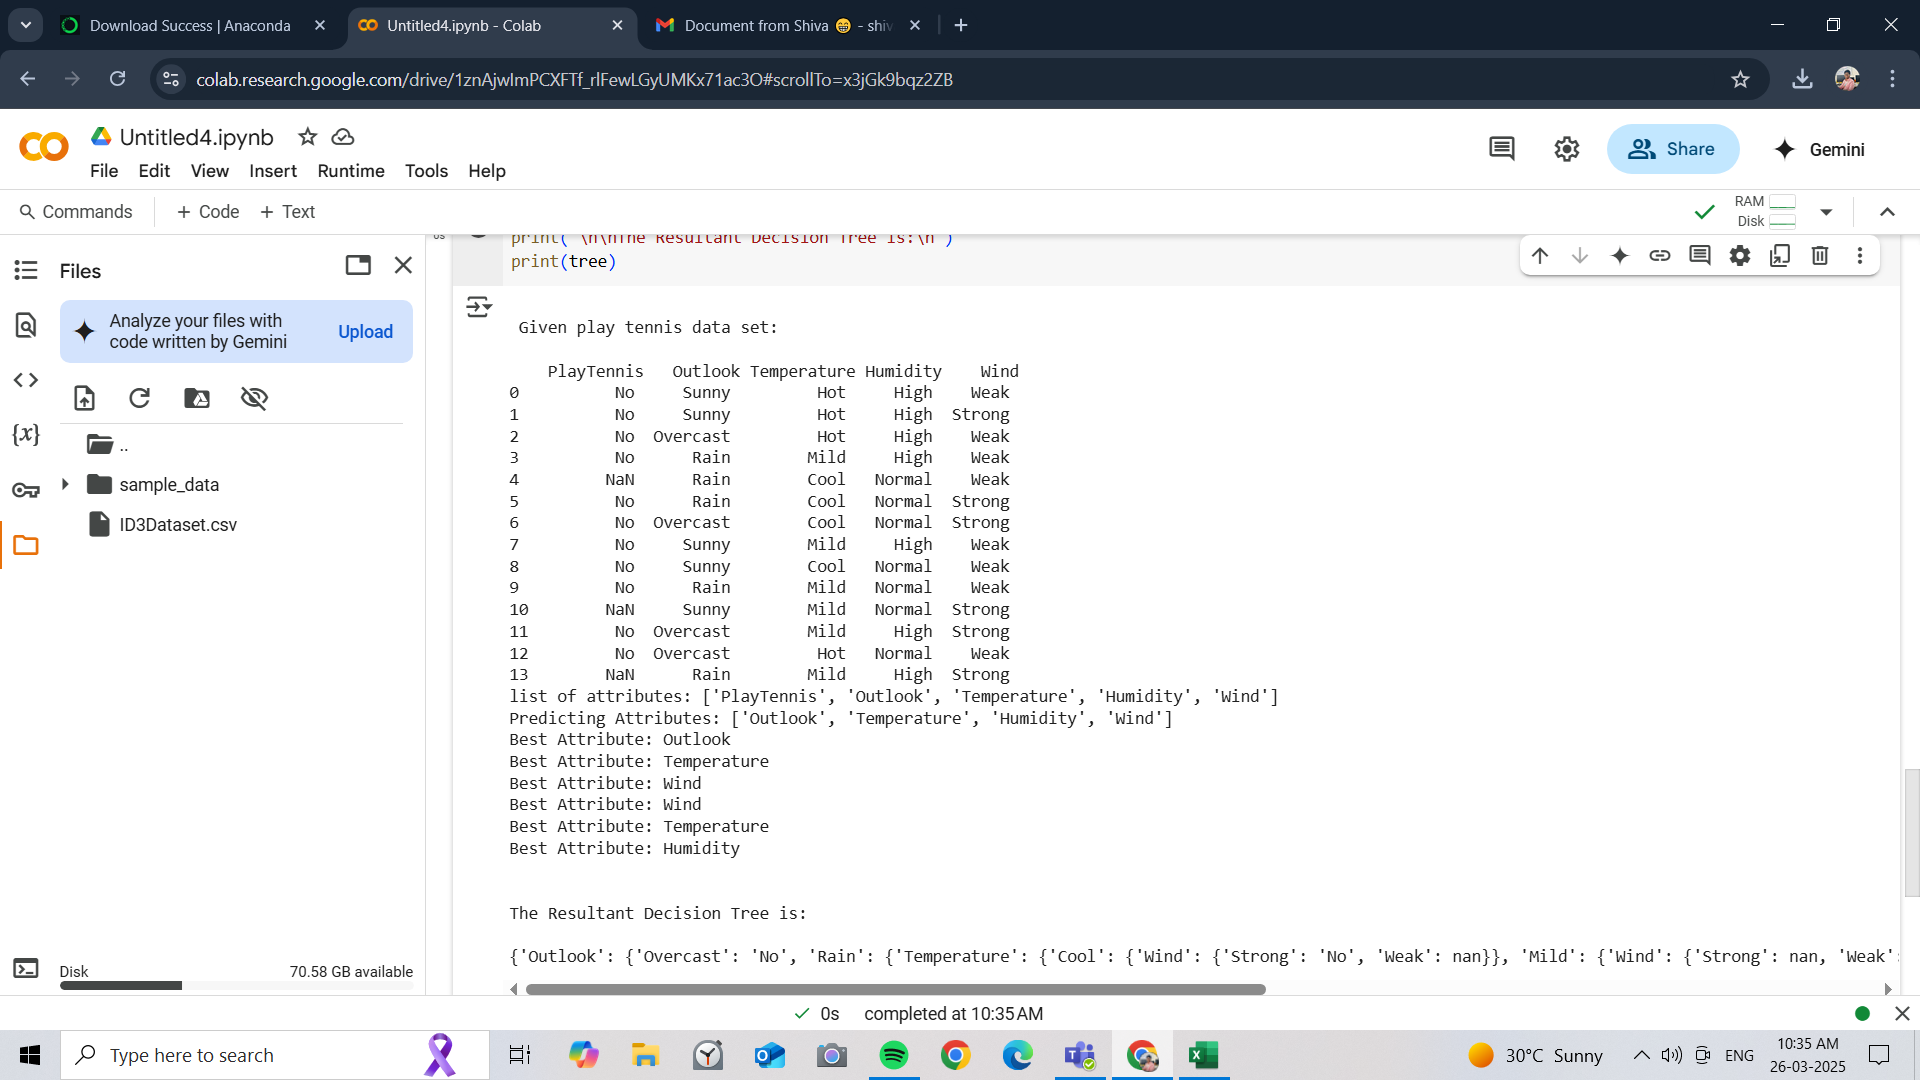 Download Success | Anaconda
Untitled4.ipynb - Colab
Document from Shiva 😁 - shiv
colab.research.google.com/drive/1znAjwImPCXFTf_rlFewLGyUMKx71ac3O#scrollTo=x3jGk9bqz2ZB
Untitled4.ipynb
Share
Gemini
File Edit View Insert Runtime Tools Help
Commands + Code + Text
RAM
Disk
Files
Analyze your files with
code written by Gemini
Upload
..
sample_data
ID3Dataset.csv
Disk 70.58 GB available
0s
print("\n\nThe Resultant Decision Tree is:\n")
print(tree)
Given play tennis data set:
PlayTennis Outlook Temperature Humidity Wind
0 No Sunny Hot High Weak
1 No Sunny Hot High Strong
2 No Overcast Hot High Weak
3 No Rain Mild High Weak
4 NaN Rain Cool Normal Weak
5 No Rain Cool Normal Strong
6 No Overcast Cool Normal Strong
7 No Sunny Mild High Weak
8 No Sunny Cool Normal Weak
9 No Rain Mild Normal Weak
10 NaN Sunny Mild Normal Strong
11 No Overcast Mild High Strong
12 No Overcast Hot Normal Weak
13 NaN Rain Mild High Strong
list of attributes: ['PlayTennis', 'Outlook', 'Temperature', 'Humidity', 'Wind']
Predicting Attributes: ['Outlook', 'Temperature', 'Humidity', 'Wind']
Best Attribute: Outlook
Best Attribute: Temperature
Best Attribute: Wind
Best Attribute: Wind
Best Attribute: Temperature
Best Attribute: Humidity
The Resultant Decision Tree is:
{'Outlook': {'Overcast': 'No', 'Rain': {'Temperature': {'Cool': {'Wind': {'Strong': 'No', 'Weak': nan}}, 'Mild': {'Wind': {'Strong': nan, 'Weak':
0s completed at 10:35 AM
Type here to search
30°C Sunny
ENG
10:35 AM
26-03-2025